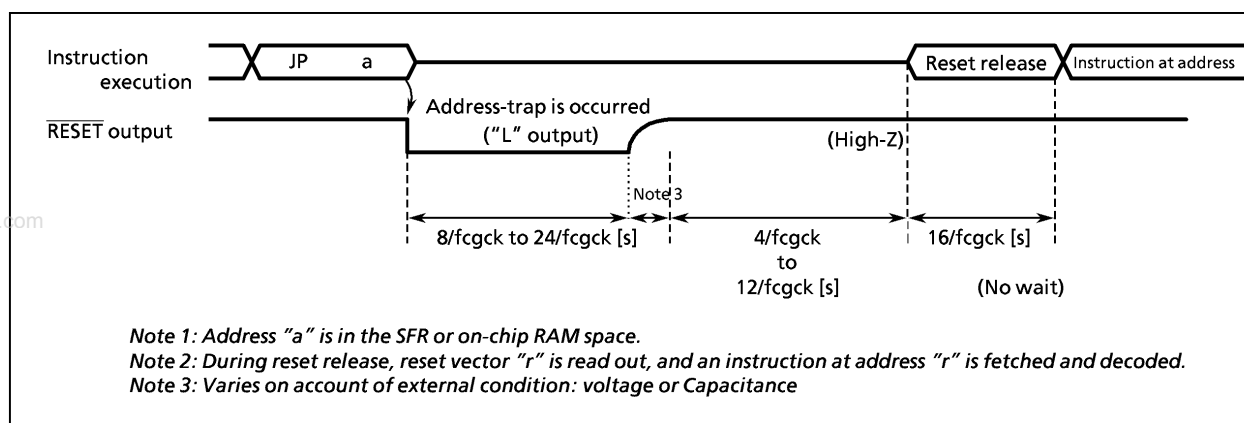 Instruction
execution
JP a
Reset release
Instruction at address
RESET output
Address-trap is occurred
("L" output)
(High-Z)
Note 3
.com
8/fcgck to 24/fcgck [s]
4/fcgck
to
12/fcgck [s]
16/fcgck [s]
(No wait)
Note 1: Address "a" is in the SFR or on-chip RAM space.
Note 2: During reset release, reset vector "r" is read out, and an instruction at address "r" is fetched and decoded.
Note 3: Varies on account of external condition: voltage or Capacitance